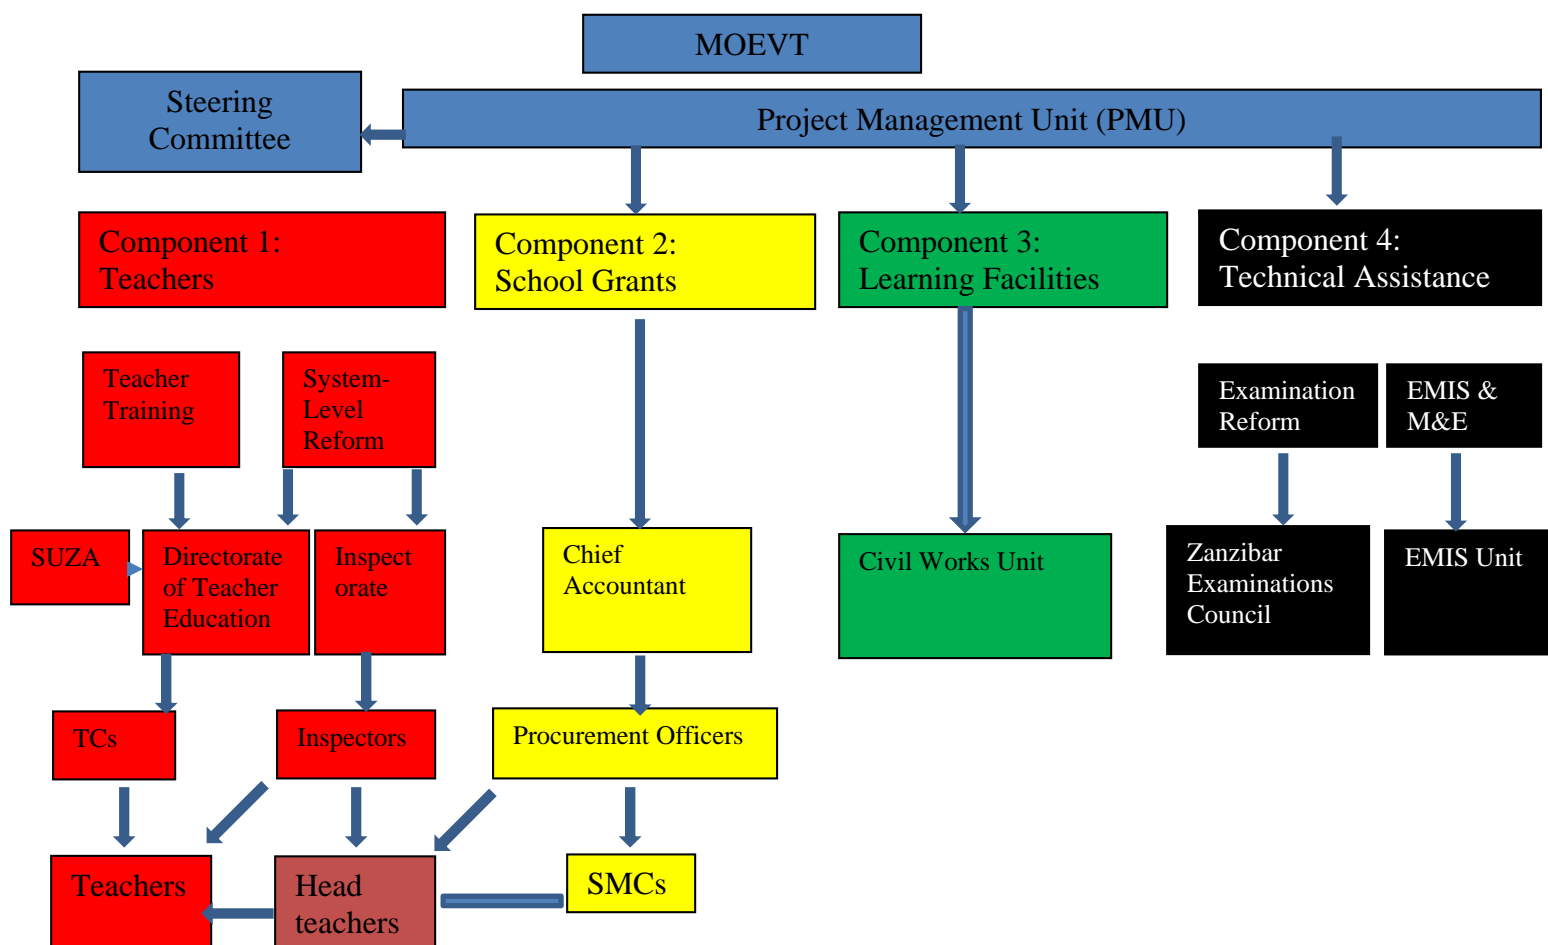 MOEVT
Steering
Committee
Project Management Unit (PMU)
Component 1:
Teachers
Component 2:
School Grants
Component 3:
Learning Facilities
Component 4:
Technical Assistance
Teacher
Training
System-
Level
Reform
Examination
Reform
EMIS &
M&E
SUZA
Directorate
of Teacher
Education
Inspect
orate
Chief
Accountant
Civil Works Unit
Zanzibar
Examinations
Council
EMIS Unit
TCs
Inspectors
Procurement Officers
Teachers
Head
teachers
SMCs